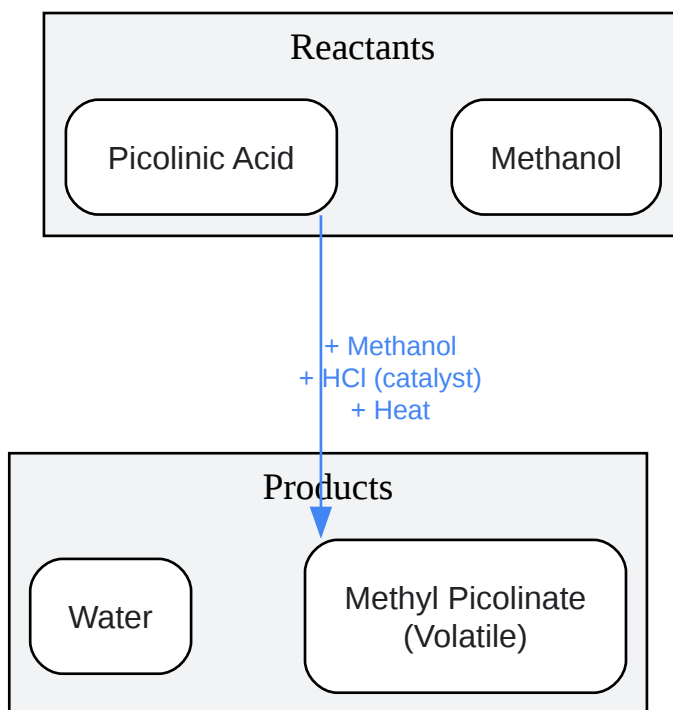 Reactants
Picolinic Acid
Methanol
+ Methanol
+ HCl (catalyst)
+ Heat
Products
Water
Methyl Picolinate
(Volatile)